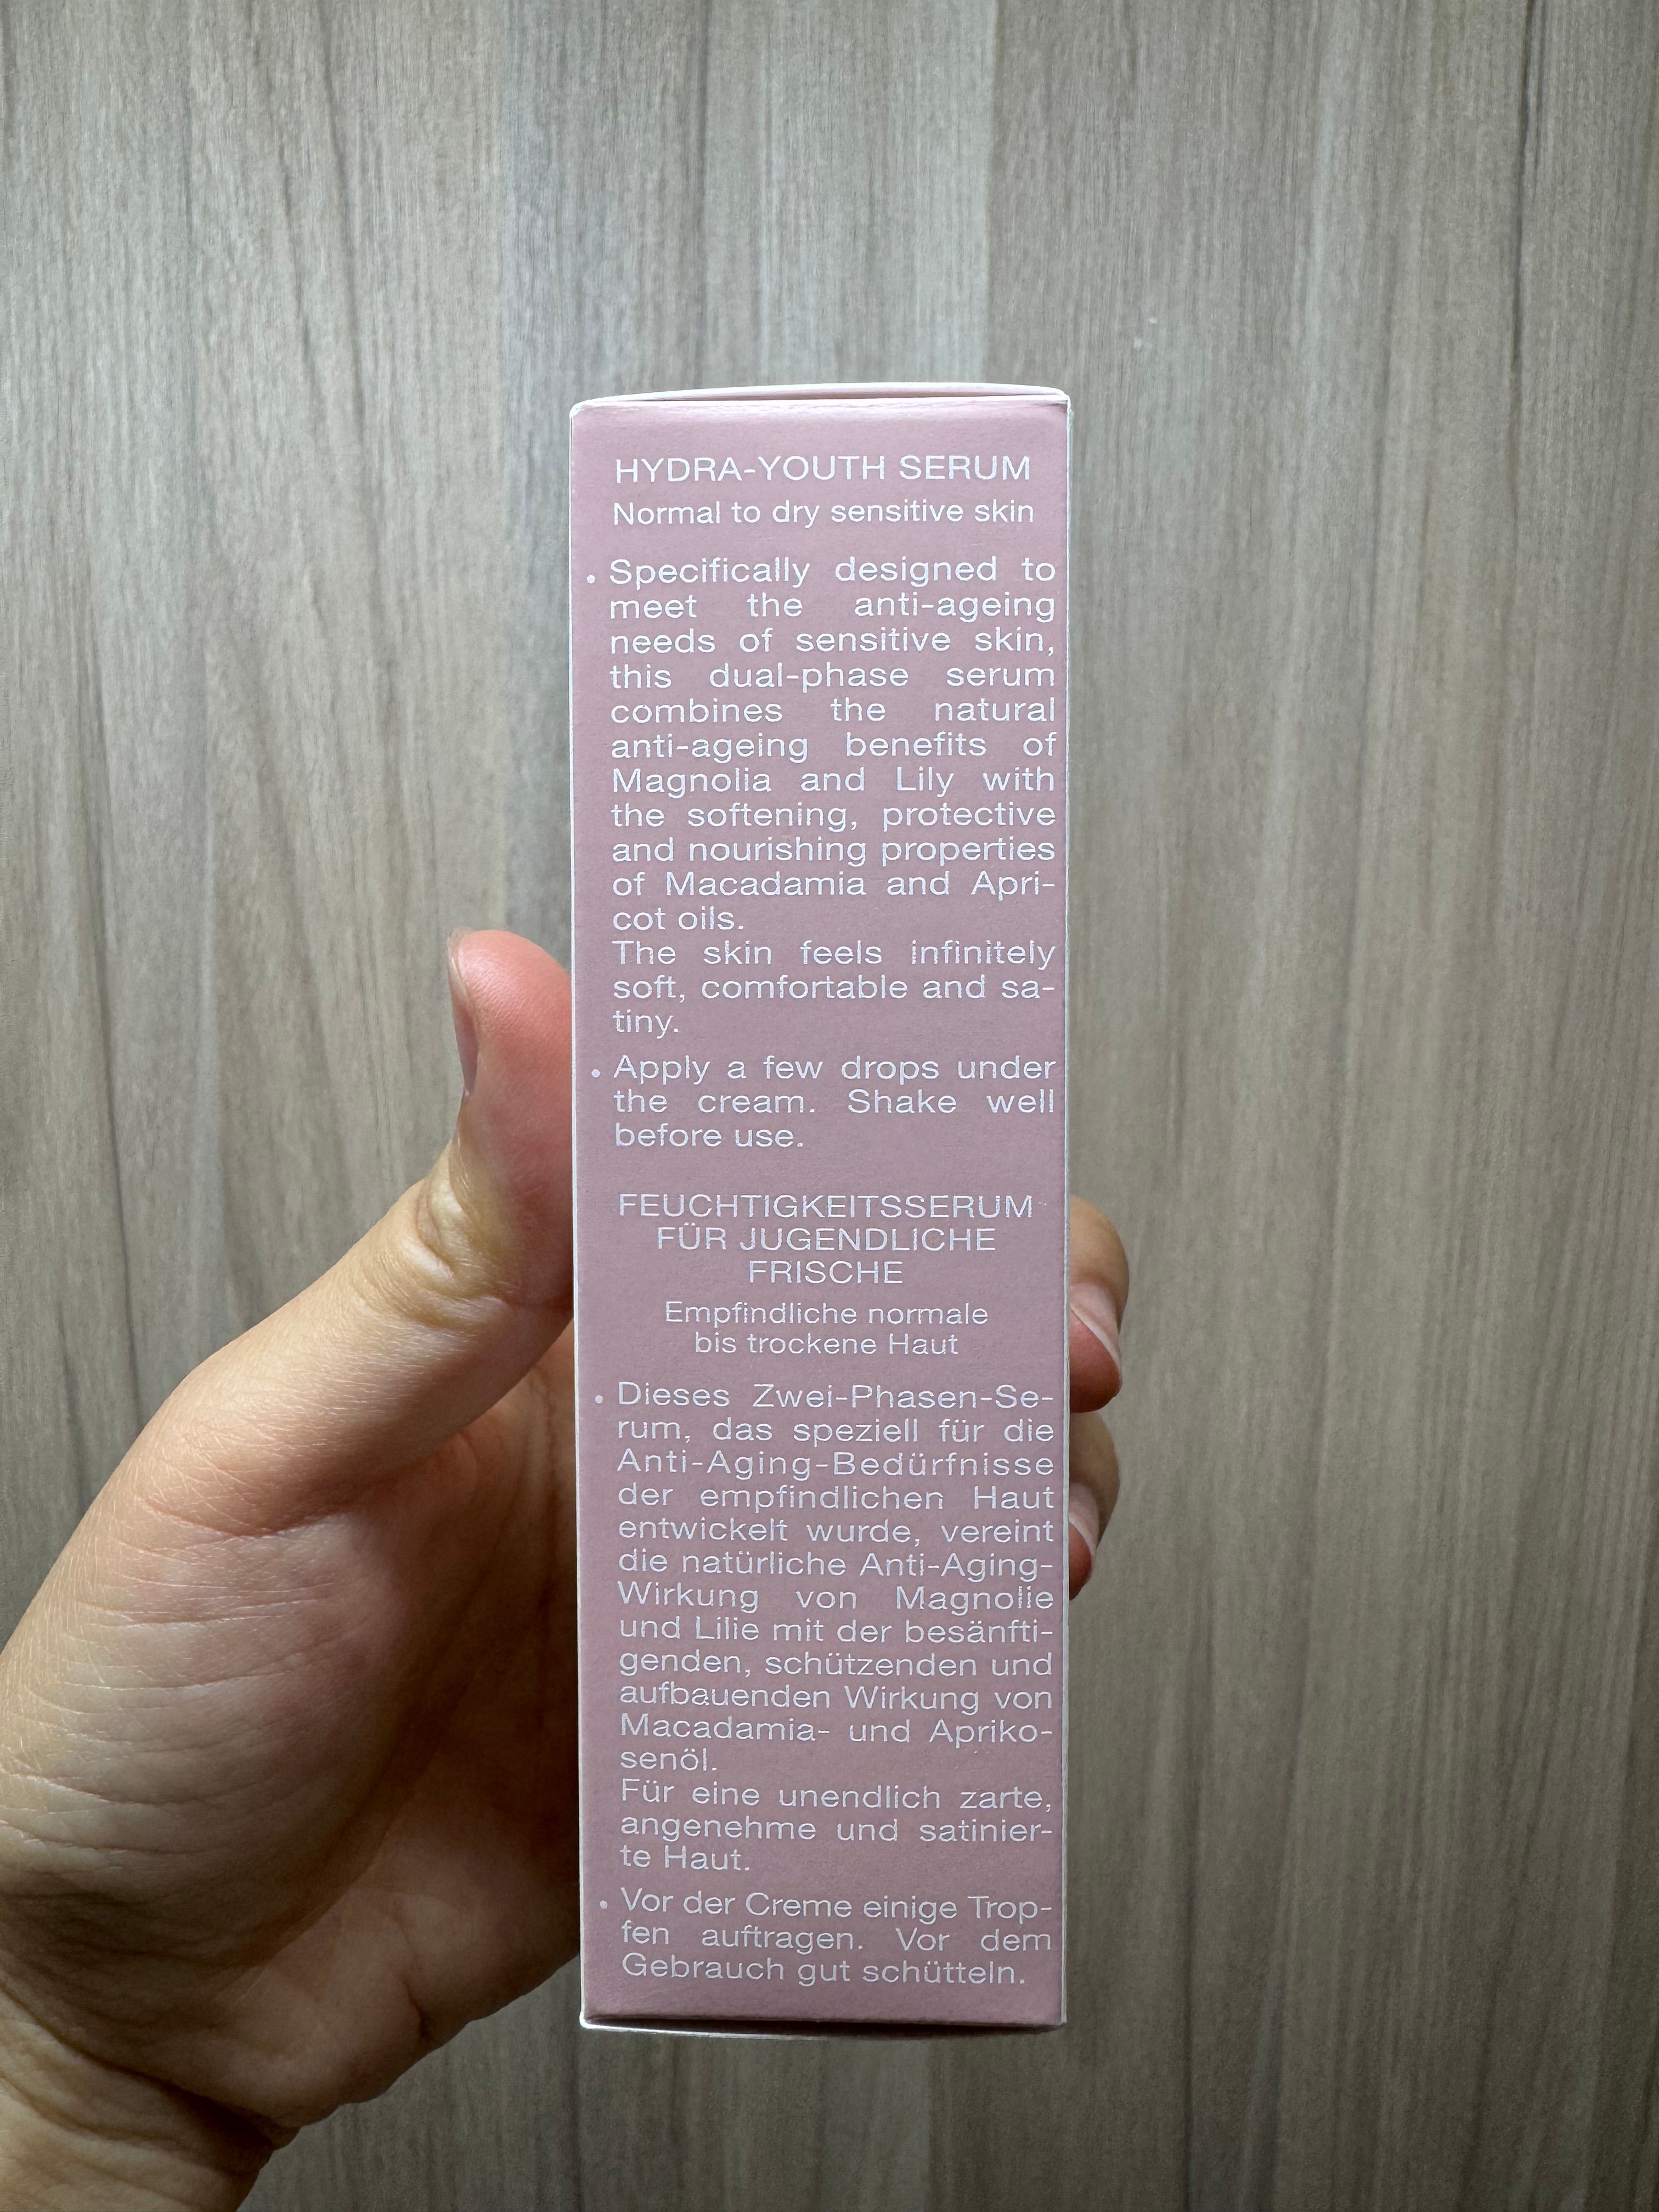 HYDRA-YOUTH SERUM
Normal to dry sensitive skin
• Specifically designed to
meet the anti-ageing
needs of sensitive skin,
this dual-phase serum
combines the natural
anti-ageing benefits of
Magnolia and Lily with
the softening, protective
and nourishing properties
of Macadamia and Apri-
cot oils.
The skin feels infinitely
soft, comfortable and sa-
tiny.
• Apply a few drops under
the cream. Shake well
before use.
FEUCHTIGKEITSSERUM
FÜR JUGENDLICHE
FRISCHE
Empfindliche normale
bis trockene Haut
• Dieses Zwei-Phasen-Se-
rum, das speziell für die
Anti-Aging-Bedürfnisse
der empfindlichen Haut
entwickelt wurde, vereint
die natürliche Anti-Aging-
Wirkung von Magnolie
und Lilie mit der besänfti-
genden, schützenden und
aufbauenden Wirkung von
Macadamia- und Apriko-
senöl.
Für eine unendlich zarte,
angenehme und satinier-
te Haut.
• Vor der Creme einige Trop-
fen auftragen. Vor dem
Gebrauch gut schütteln.